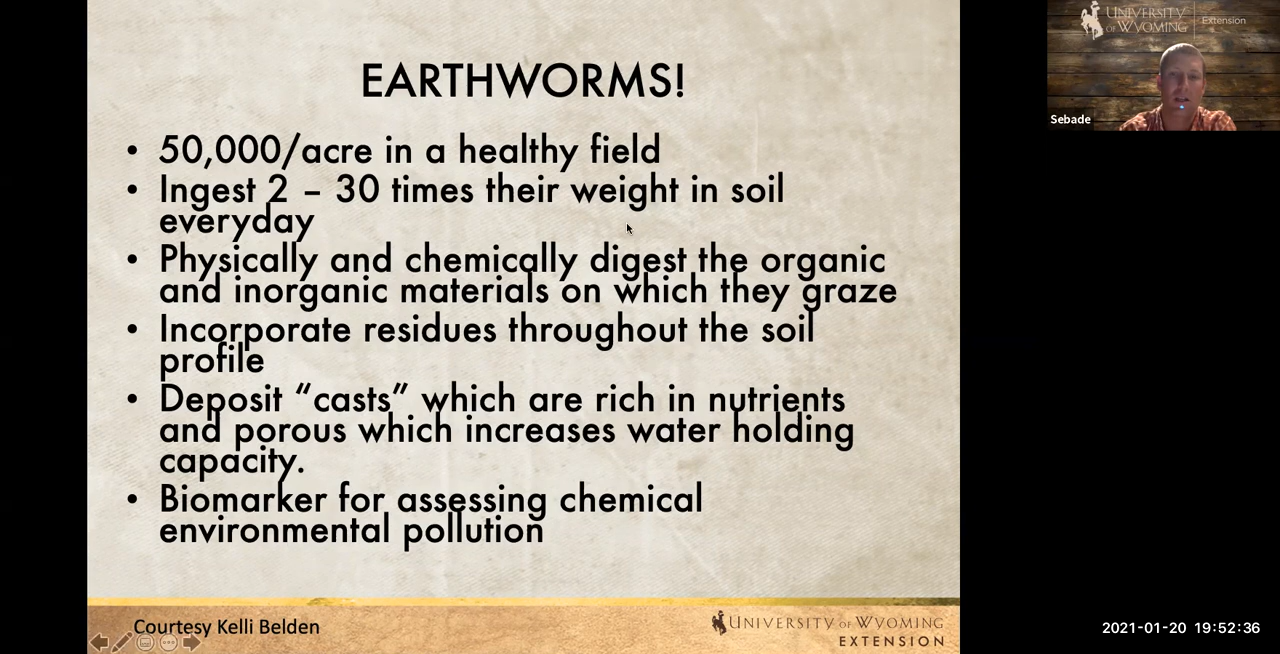 EARTHWORMS!
• 50,000/acre in a healthy field
• Ingest 2 – 30 times their weight in soil
everyday
• Physically and chemically digest the organic
and inorganic materials on which they graze
• Incorporate residues throughout the soil
profile
• Deposit “casts” which are rich in nutrients
and porous which increases water holding
capacity.
• Biomarker for assessing chemical
environmental pollution
Courtesy Kelli Belden
UNIVERSITY OF WYOMING
EXTENSION
UNIVERSITY
OF WYOMING
Extension
Sebade
2021-01-20 19:52:36